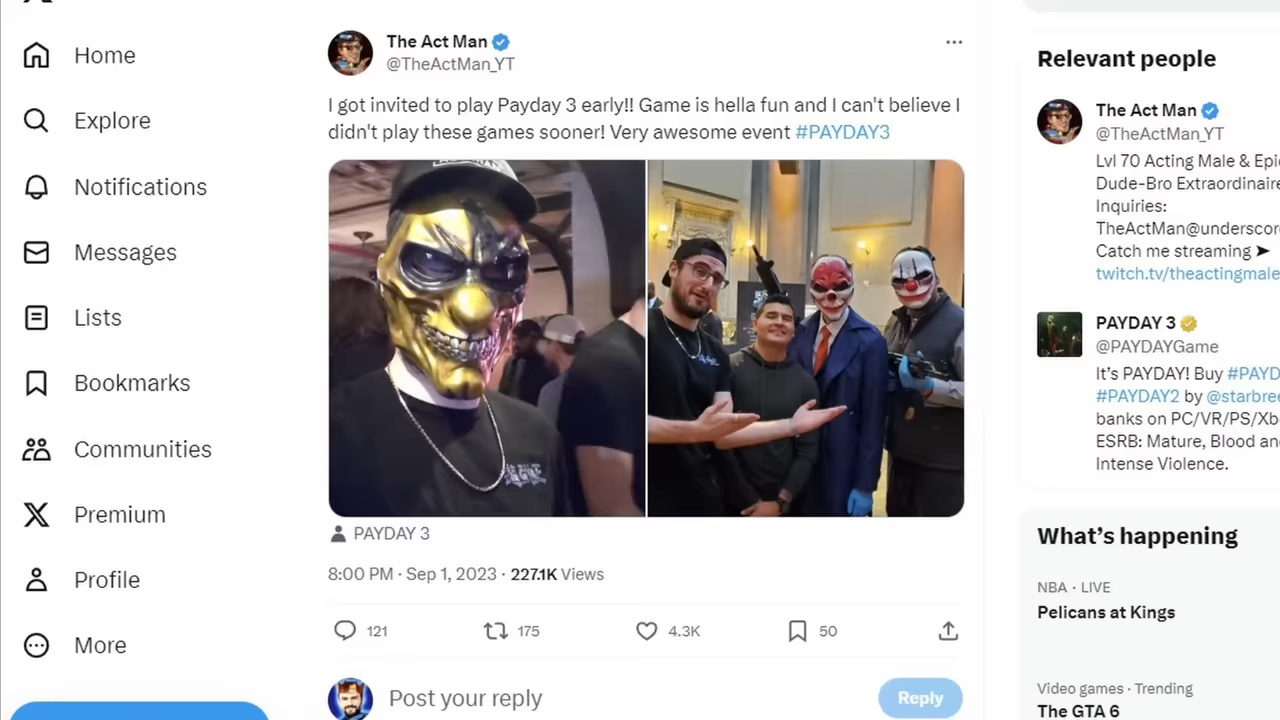 Home
Explore
Notifications
Messages
Lists
Bookmarks
Communities
Premium
Profile
More
The Act Man
@TheActMan_YT
I got invited to play Payday 3 early!! Game is hella fun and I can't believe I
didn't play these games sooner! Very awesome event #PAYDAY3
PAYDAY 3
8:00 PM · Sep 1, 2023 · 227.1K Views
121
175
4.3K
50
Post your reply
Reply
Relevant people
The Act Man
@TheActMan_YT
Lvl 70 Acting Male & Epi
Dude-Bro Extraordinaire
Inquiries:
TheActMan@underscor
Catch me streaming ➤
twitch.tv/theactingmale
PAYDAY 3
@PAYDAYGame
It's PAYDAY! Buy #PAYD
#PAYDAY2 by @starbre
banks on PC/VR/PS/Xb
ESRB: Mature, Blood an
Intense Violence.
What's happening
NBA · LIVE
Pelicans at Kings
Video games · Trending
The GTA 6